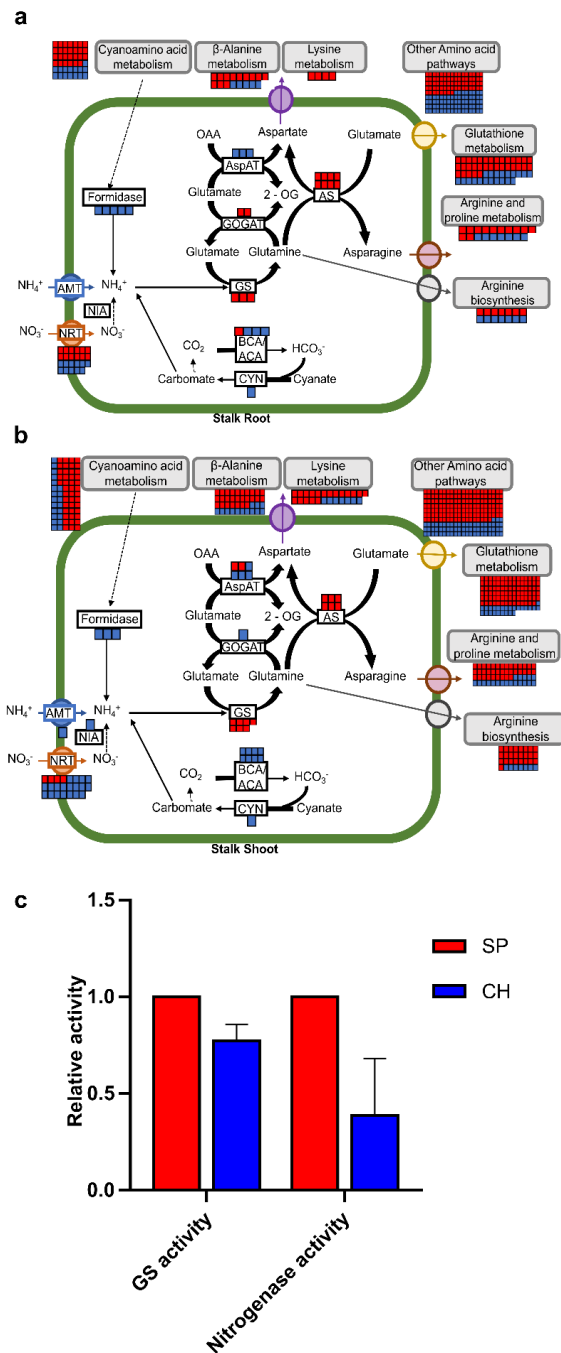 a
Cyanoamino acid
metabolism
β-Alanine
metabolism
Lysine
metabolism
Other Amino acid
pathways
OAA
Aspartate
Glutamate
AspAT
Glutathione
metabolism
Formidase
Glutamate
2 - OG
AS
GOGAT
Arginine and
proline metabolism
Glutamate
Glutamine
Asparagine
NH₄⁺
AMT
NH₄⁺
GS
NIA
Arginine
biosynthesis
NO₃⁻
NRT
NO₃⁻
CO₂
BCA/
ACA
HCO₃⁻
Carbomate
CYN
Cyanate
Stalk Root
b
Cyanoamino acid
metabolism
β-Alanine
metabolism
Lysine
metabolism
Other Amino acid
pathways
OAA
Aspartate
Glutamate
AspAT
Glutathione
metabolism
Formidase
Glutamate
2 - OG
AS
GOGAT
Arginine and
proline metabolism
Glutamate
Glutamine
Asparagine
NH₄⁺
AMT
NH₄⁺
GS
NIA
Arginine
biosynthesis
NO₃⁻
NRT
NO₃⁻
CO₂
BCA/
ACA
HCO₃⁻
Carbomate
CYN
Cyanate
Stalk Shoot
c
1.5
1.0
0.5
0.0
Relative activity
SP
CH
GS activity
Nitrogenase activity